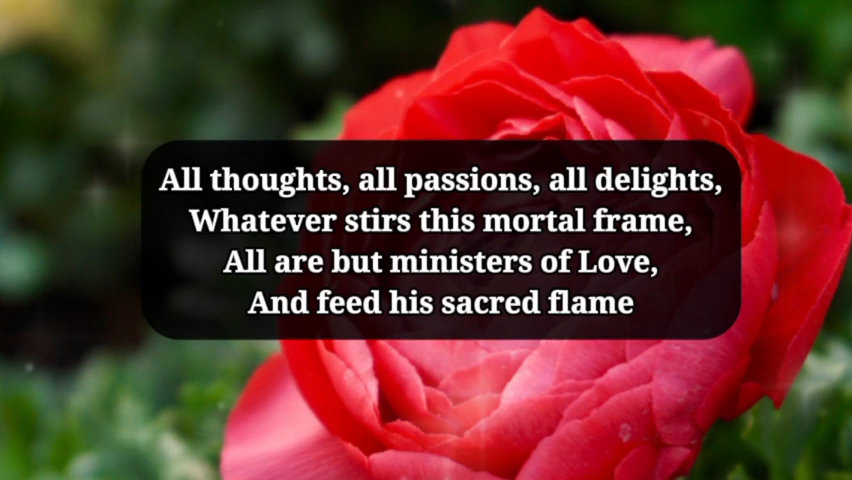 All thoughts, all passions, all delights,
Whatever stirs this mortal frame,
All are but ministers of Love,
And feed his sacred flame